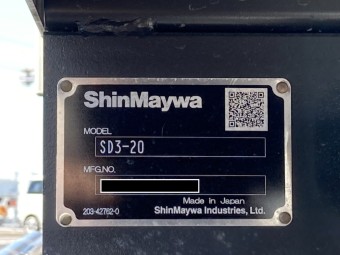 ShinMaywa
MODEL
SD3-20
MFG.NO.
Made in Japan
203-42762-0 ShinMaywa Industries, Ltd.